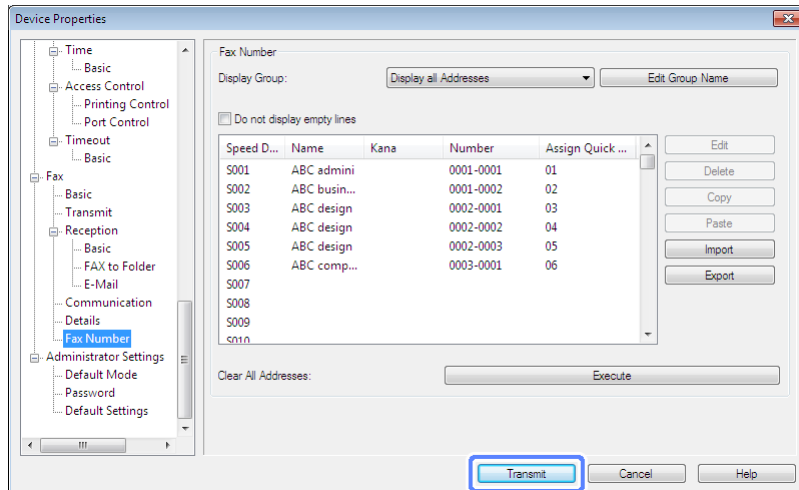 Device Properties
Time
Basic
Access Control
Printing Control
Port Control
Timeout
Basic
Fax
Basic
Transmit
Reception
Basic
FAX to Folder
E-Mail
Communication
Details
Fax Number
Administrator Settings
Default Mode
Password
Default Settings
Fax Number
Display Group: Display all Addresses Edit Group Name
Do not display empty lines
Speed D... Name Kana Number Assign Quick ...
S001 ABC admini 0001-0001 01
S002 ABC busin... 0001-0002 02
S003 ABC design 0002-0001 03
S004 ABC design 0002-0002 04
S005 ABC design 0002-0003 05
S006 ABC comp... 0003-0001 06
S007
S008
S009
S010
Edit
Delete
Copy
Paste
Import
Export
Clear All Addresses: Execute
Transmit Cancel Help